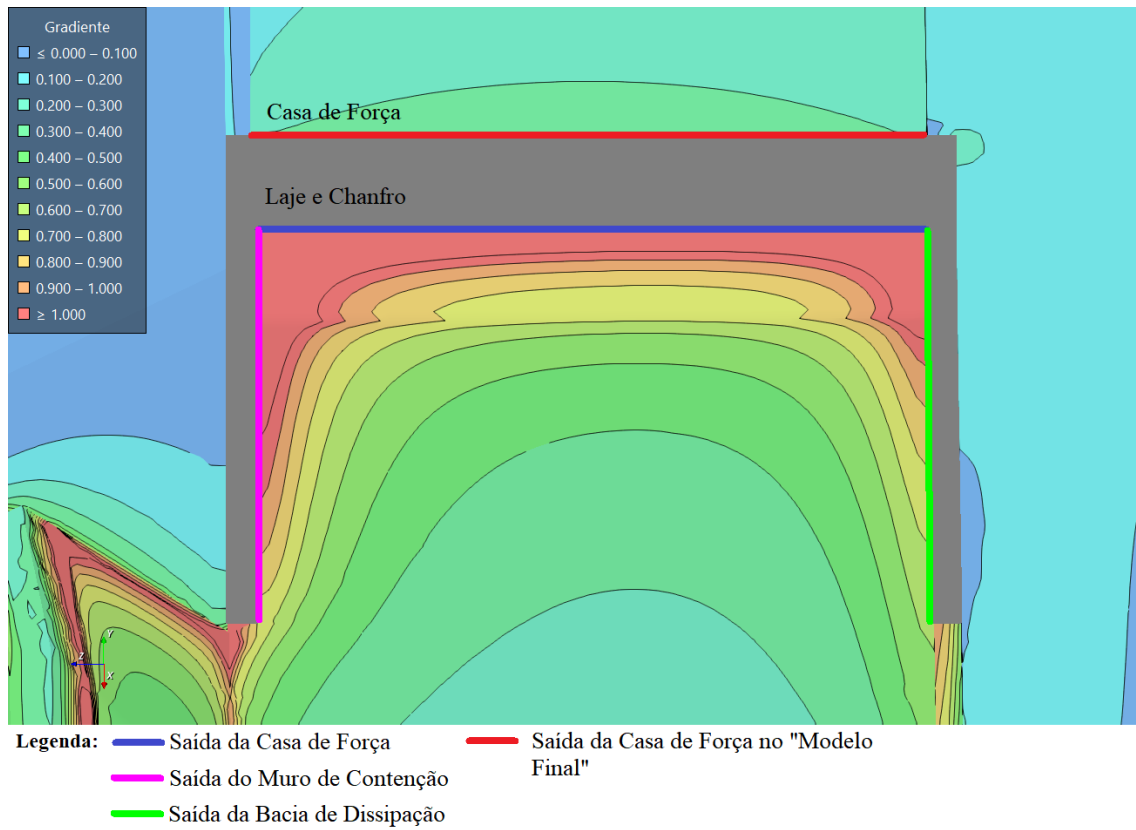 Gradiente
≤ 0.000 – 0.100
0.100 – 0.200
0.200 – 0.300
0.300 – 0.400
0.400 – 0.500
0.500 – 0.600
0.600 – 0.700
0.700 – 0.800
0.800 – 0.900
0.900 – 1.000
≥ 1.000
Casa de Força
Laje e Chanfro
Y
Z
X
Legenda:
Saída da Casa de Força
Saída do Muro de Contenção
Saída da Bacia de Dissipação
Saída da Casa de Força no "Modelo
Final"